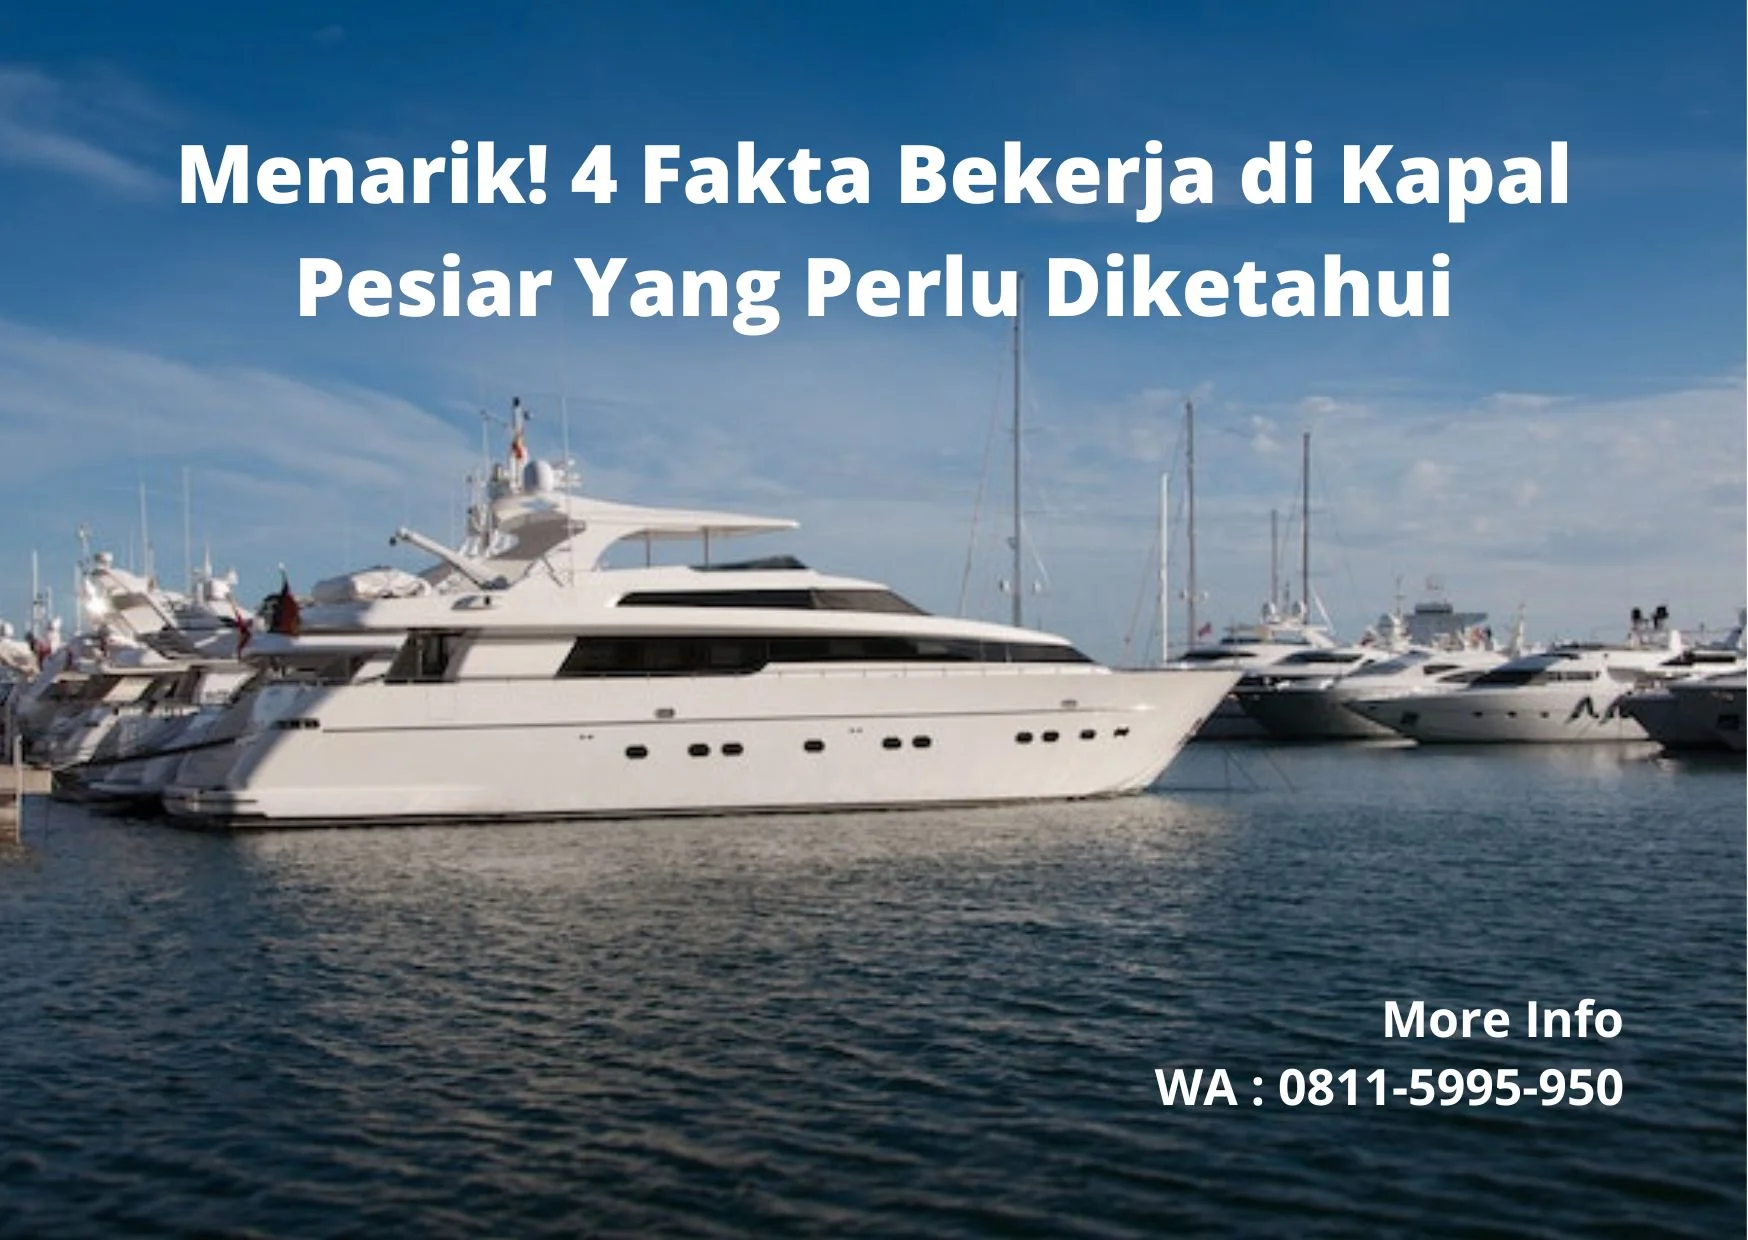 Menarik! 4 Fakta Bekerja di Kapal
Pesiar Yang Perlu Diketahui
More Info
WA : 0811-5995-950